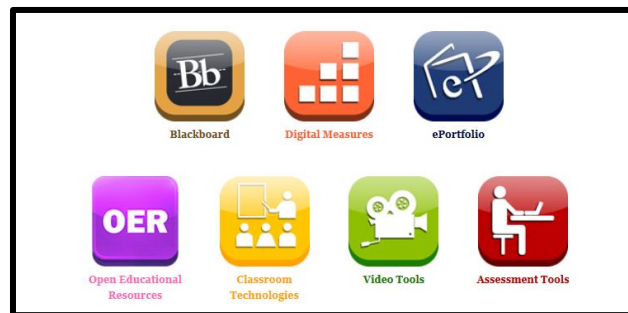 Bb
eP
Blackboard
Digital Measures
ePortfolio
OER
Open Educational
Resources
Classroom
Technologies
Video Tools
Assessment Tools